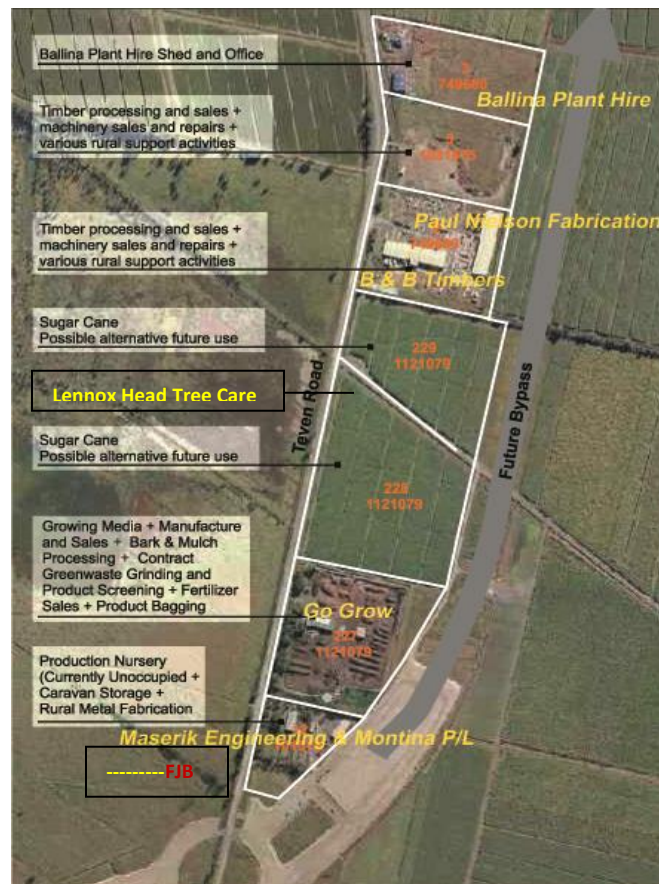 Ballina Plant Hire Shed and Office
Ballina Plant Hire
Timber processing and sales +
machinery sales and repairs +
various rural support activities
Paul Nielson Fabrication
Timber processing and sales +
machinery sales and repairs +
various rural support activities
B & B Timbers
Sugar Cane
Possible alternative future use
229
1121079
Lennox Head Tree Care
Teven Road
Future Bypass
Sugar Cane
Possible alternative future use
228
1121079
Growing Media + Manufacture
and Sales + Bark & Mulch
Processing + Contract
Greenwaste Grinding and
Product Screening + Fertilizer
Sales + Product Bagging
Go Grow
227
1121079
Production Nursery
(Currently Unoccupied +
Caravan Storage +
Rural Metal Fabrication
Maserik Engineering & Montina P/L
---------FJB